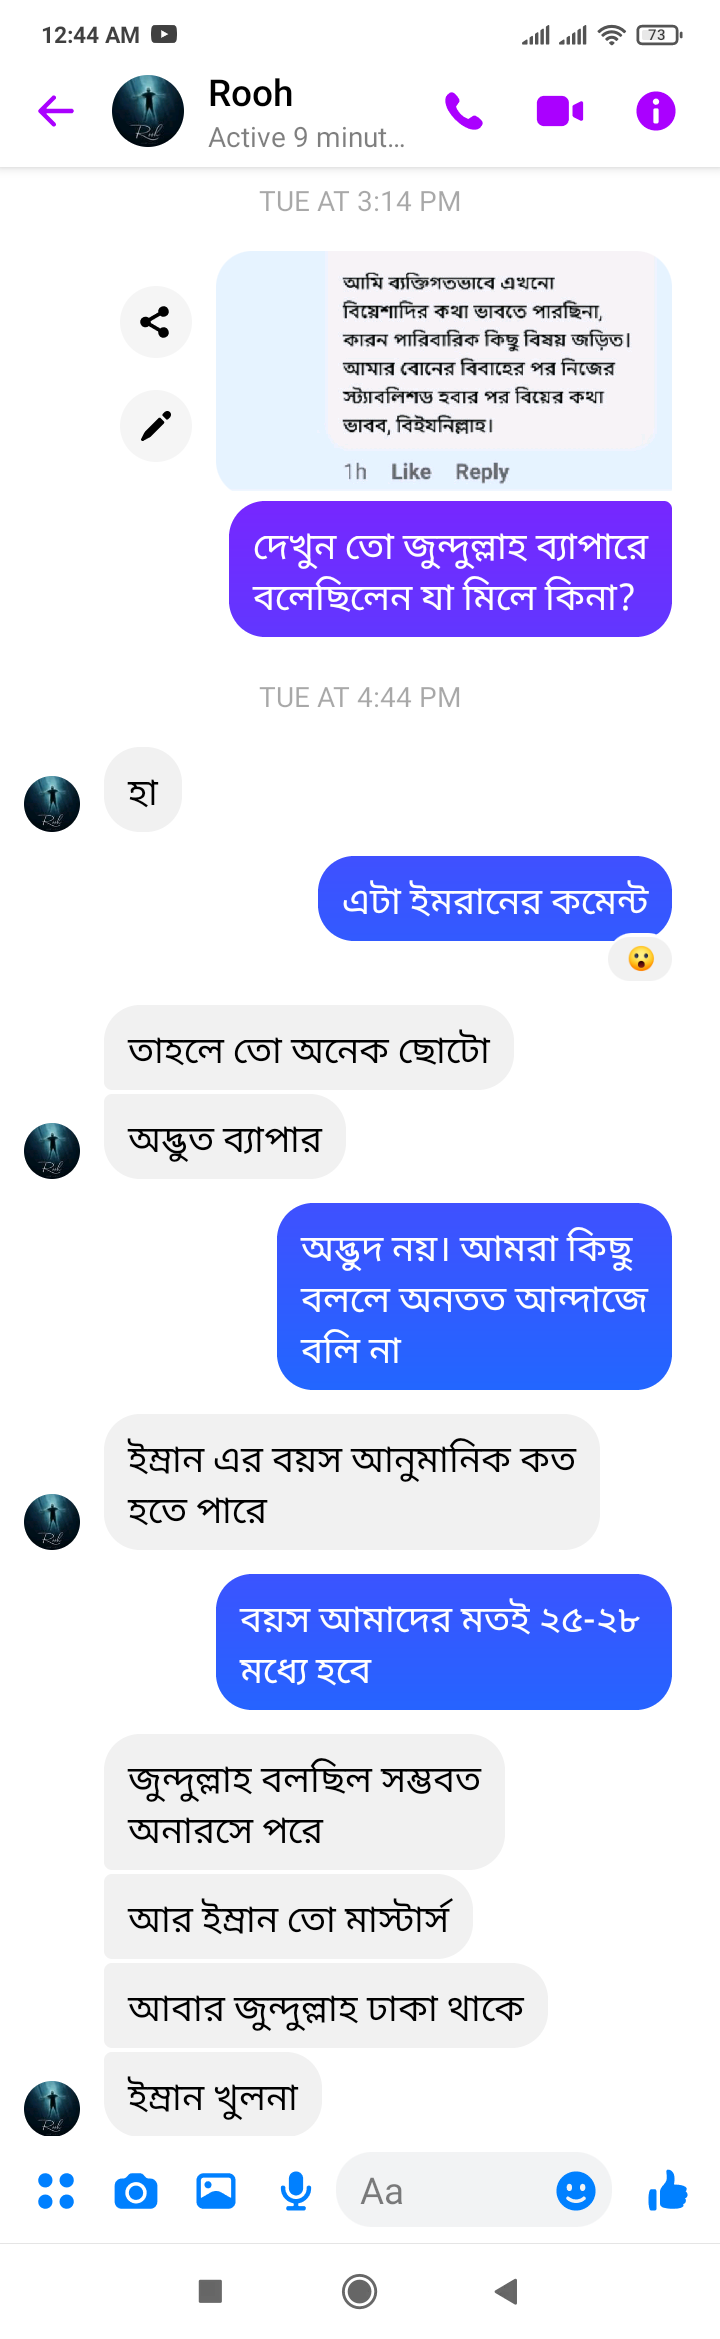 12:44 AM
73
Rooh
Active 9 minut...
TUE AT 3:14 PM
আমি ব্যক্তিগতভাবে এখনো
বিয়েশাদির কথা ভাবতে পারছিনা,
কারন পারিবারিক কিছু বিষয় জড়িত।
আমার বোনের বিবাহের পর নিজের
স্ট্যাবলিশড হবার পর বিয়ের কথা
ভাবব, বিইযনিল্লাহ।
1h Like Reply
দেখুন তো জুন্দুল্লাহ ব্যাপারে
বলেছিলেন যা মিলে কিনা?
TUE AT 4:44 PM
হা
এটা ইমরানের কমেন্ট
তাহলে তো অনেক ছোটো
অদ্ভুত ব্যাপার
অদ্ভুদ নয়। আমরা কিছু
বললে অনতত আন্দাজে
বলি না
ইম্রান এর বয়স আনুমানিক কত
হতে পারে
বয়স আমাদের মতই ২৫-২৮
মধ্যে হবে
জুন্দুল্লাহ বলছিল সম্ভবত
অনারসে পরে
আর ইম্রান তো মাস্টার্স
আবার জুন্দুল্লাহ ঢাকা থাকে
ইম্রান খুলনা
Aa